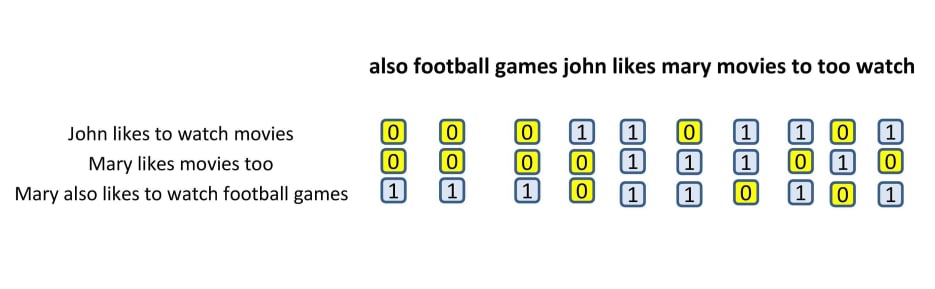 also football games john likes mary movies to too watch
John likes to watch movies 0 0 0 1 1 0 1 1 0 1
Mary likes movies too 0 0 0 0 1 1 1 0 1 0
Mary also likes to watch football games 1 1 1 0 1 1 0 1 0 1